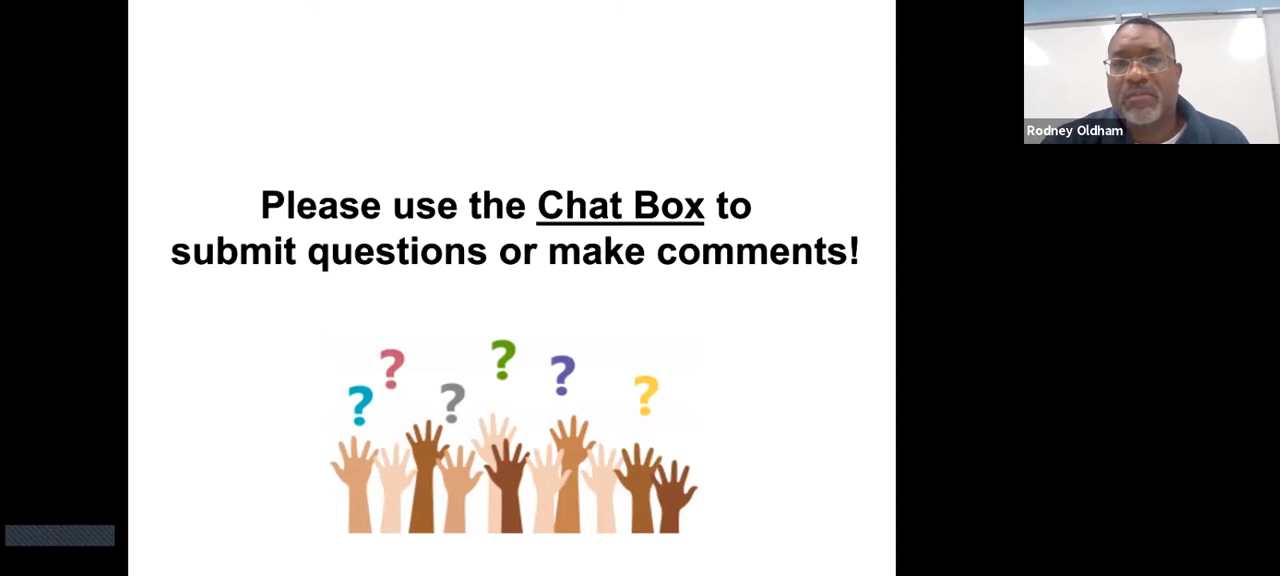 Please use the Chat Box to
submit questions or make comments!
? ? ? ? ? ?
Rodney Oldham